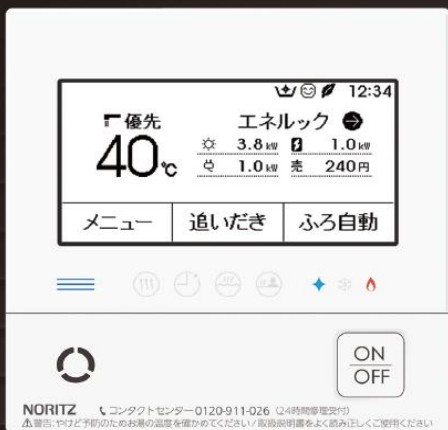 12:34
優先 エネルック
40℃ 3.8kW 1.0kW
1.0kW 売 240円
メニュー 追いだき ふろ自動
ON
OFF
NORITZ コンタクトセンター 0120-911-026 (24時間修理受付)
警告:やけど予防のためお湯の温度を確かめてください/取扱説明書をよく読み正しくご使用ください